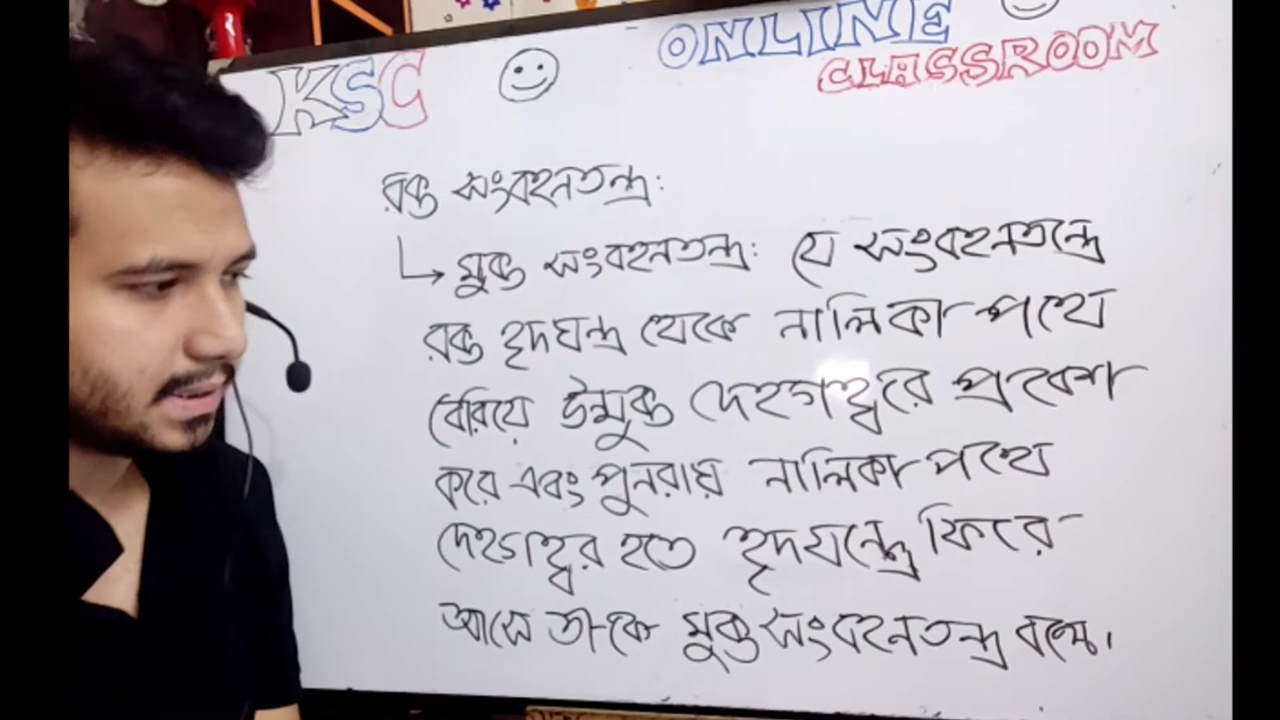 KSC ONLINE
CLASSROOM
রক্ত সংবহনতন্ত্র:
মুক্ত সংবহনতন্ত্র: যে সংবহনতন্ত্রে
রক্ত হৃদযন্ত্র থেকে নালিকা পথে
বেরিয়ে উন্মুক্ত দেহগহ্বরে প্রবেশ
করে এবং পুনরায় নালিকা পথে
দেহগহ্বর হতে হৃদযন্ত্রে ফিরে
আসে তাকে মুক্ত সংবহনতন্ত্র বলে।